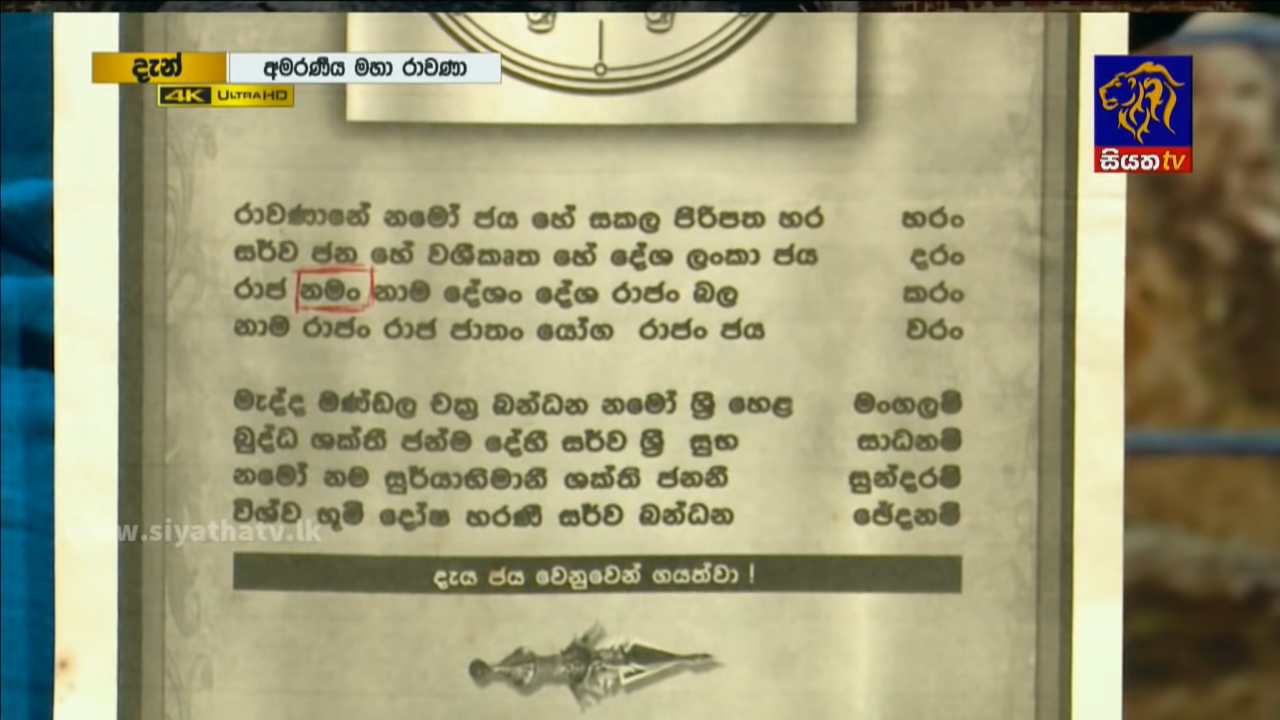 දැන් අමරණීය මහා රාවණා
4K ULTRA HD
සියත tv
රාවණානේ නමෝ ජය හේ සකල පිරිපත හර හරං
සර්ව ජන හේ වශීකෘත හේ දේශ ලංකා ජය දරං
රාජ නමං නාම දේශං දේශ රාජං බල කරං
නාම රාජං රාජ ජාතං යෝග රාජං ජය වරං
මැද්ද මණ්ඩල චක්‍ර බන්ධන නමෝ ශ්‍රී හෙළ මංගලම්
බුද්ධ ශක්තී ජන්ම දේහී සර්ව ශ්‍රී සුභ සාධනම්
නමෝ නම සුර්යාභිමානී ශක්ති ජනනී සුන්දරම්
විශ්ව භූමි දෝෂ හරණී සර්ව බන්ධන ඡේදනම්
www.siyathatv.lk
දැය ජය වෙනුවෙන් ගයත්වා !